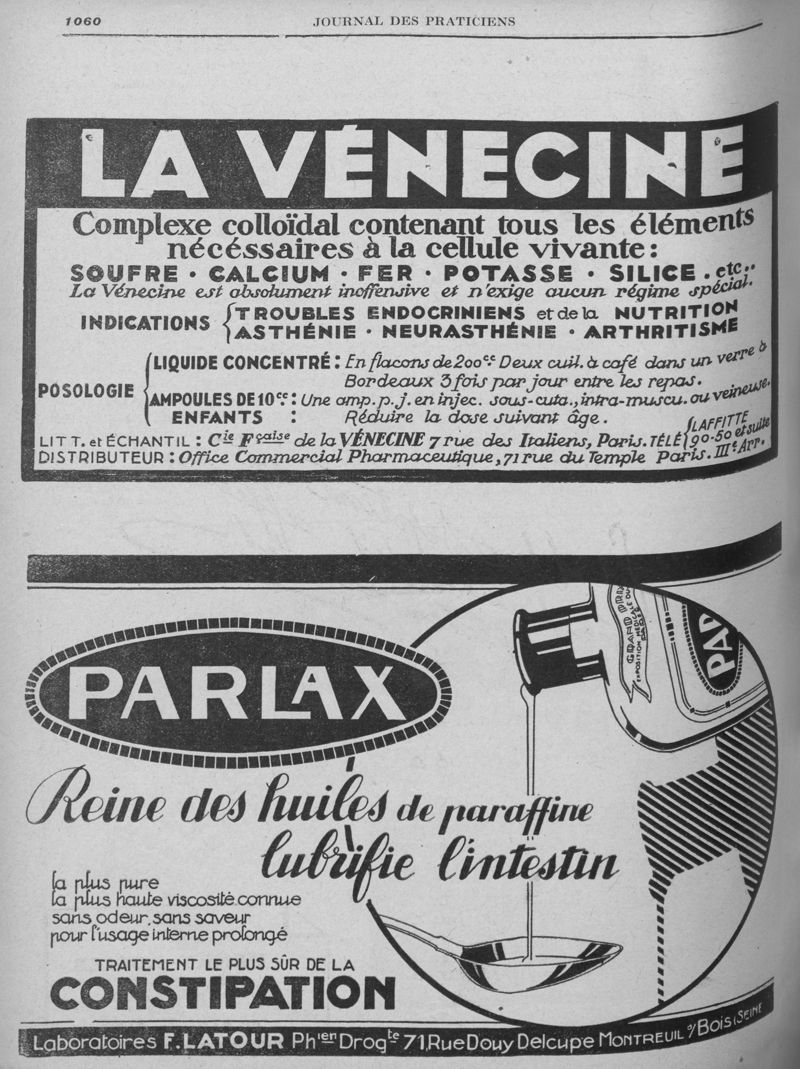 1060
JOURNAL DES PRATICIENS
LA VÉNECINE
Complexe colloïdal contenant tous les éléments
nécéssaires à la cellule vivante:
SOUFRE · CALCIUM · FER · POTASSE · SILICE . etc..
La Vénecine est absolument inoffensive et n'exige aucun régime spécial.
INDICATIONS { TROUBLES ENDOCRINIENS et de la NUTRITION
ASTHÉNIE · NEURASTHÉNIE · ARTHRITISME
POSOLOGIE { LIQUIDE CONCENTRÉ: En flacons de 200cc. Deux cuil. à café dans un verre à
Bordeaux 3 fois par jour entre les repas.
AMPOULES DE 10cc: Une amp. p. j. en injec. sous-cuta., intra-muscu. ou veineuse.
ENFANTS : Réduire la dose suivant âge.
LITT. et ÉCHANTIL : Cie Fçaise de la VÉNECINE 7 rue des Italiens, Paris. TÉLÉ { LAFFITTE 90-50 et suite
DISTRIBUTEUR : Office Commercial Pharmaceutique, 71 rue du Temple Paris. IIIe Arr.
GRAND PRIX
EXPOSITION MEDICALE
PAR
PARLAX
Reine des huiles de paraffine
lubrifie l'intestin
la plus pure
la plus haute viscosité connue
sans odeur, sans saveur
pour l'usage interne prolongé
TRAITEMENT LE PLUS SÛR DE LA
CONSTIPATION
Laboratoires F. LATOUR Phien Drogte 71, Rue Douy Delcupe MONTREUIL s/ BOIS (SEINE